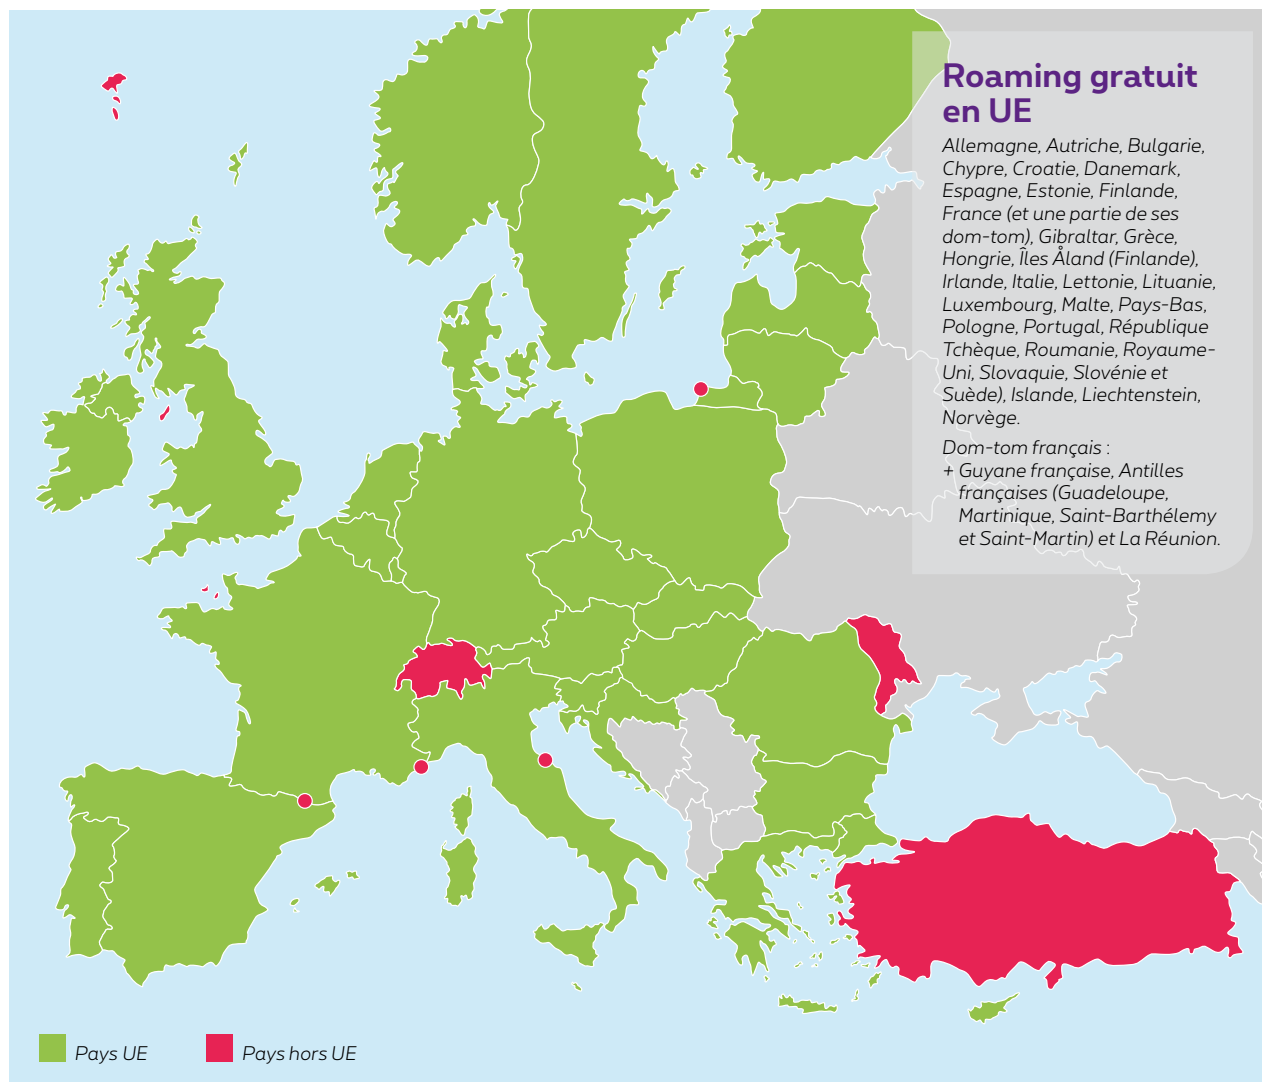 Roaming gratuit
en UE
Allemagne, Autriche, Bulgarie,
Chypre, Croatie, Danemark,
Espagne, Estonie, Finlande,
France (et une partie de ses
dom-tom), Gibraltar, Grèce,
Hongrie, Îles Åland (Finlande),
Irlande, Italie, Lettonie, Lituanie,
Luxembourg, Malte, Pays-Bas,
Pologne, Portugal, République
Tchèque, Roumanie, Royaume-
Uni, Slovaquie, Slovénie et
Suède), Islande, Liechtenstein,
Norvège.
Dom-tom français :
+ Guyane française, Antilles
françaises (Guadeloupe,
Martinique, Saint-Barthélemy
et Saint-Martin) et La Réunion.
Pays UE
Pays hors UE